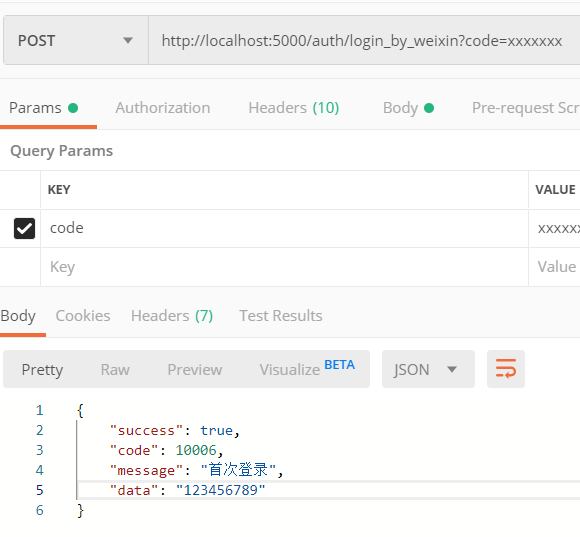 POST http://localhost:5000/auth/login_by_weixin?code=xxxxxxx
Params Authorization Headers (10) Body Pre-request Scr
Query Params
KEY VALUE
code xxxxxx
Key Value
Body Cookies Headers (7) Test Results
Pretty Raw Preview Visualize BETA JSON
1 {
2 "success": true,
3 "code": 10006,
4 "message": "首次登录",
5 "data": "123456789"
6 }